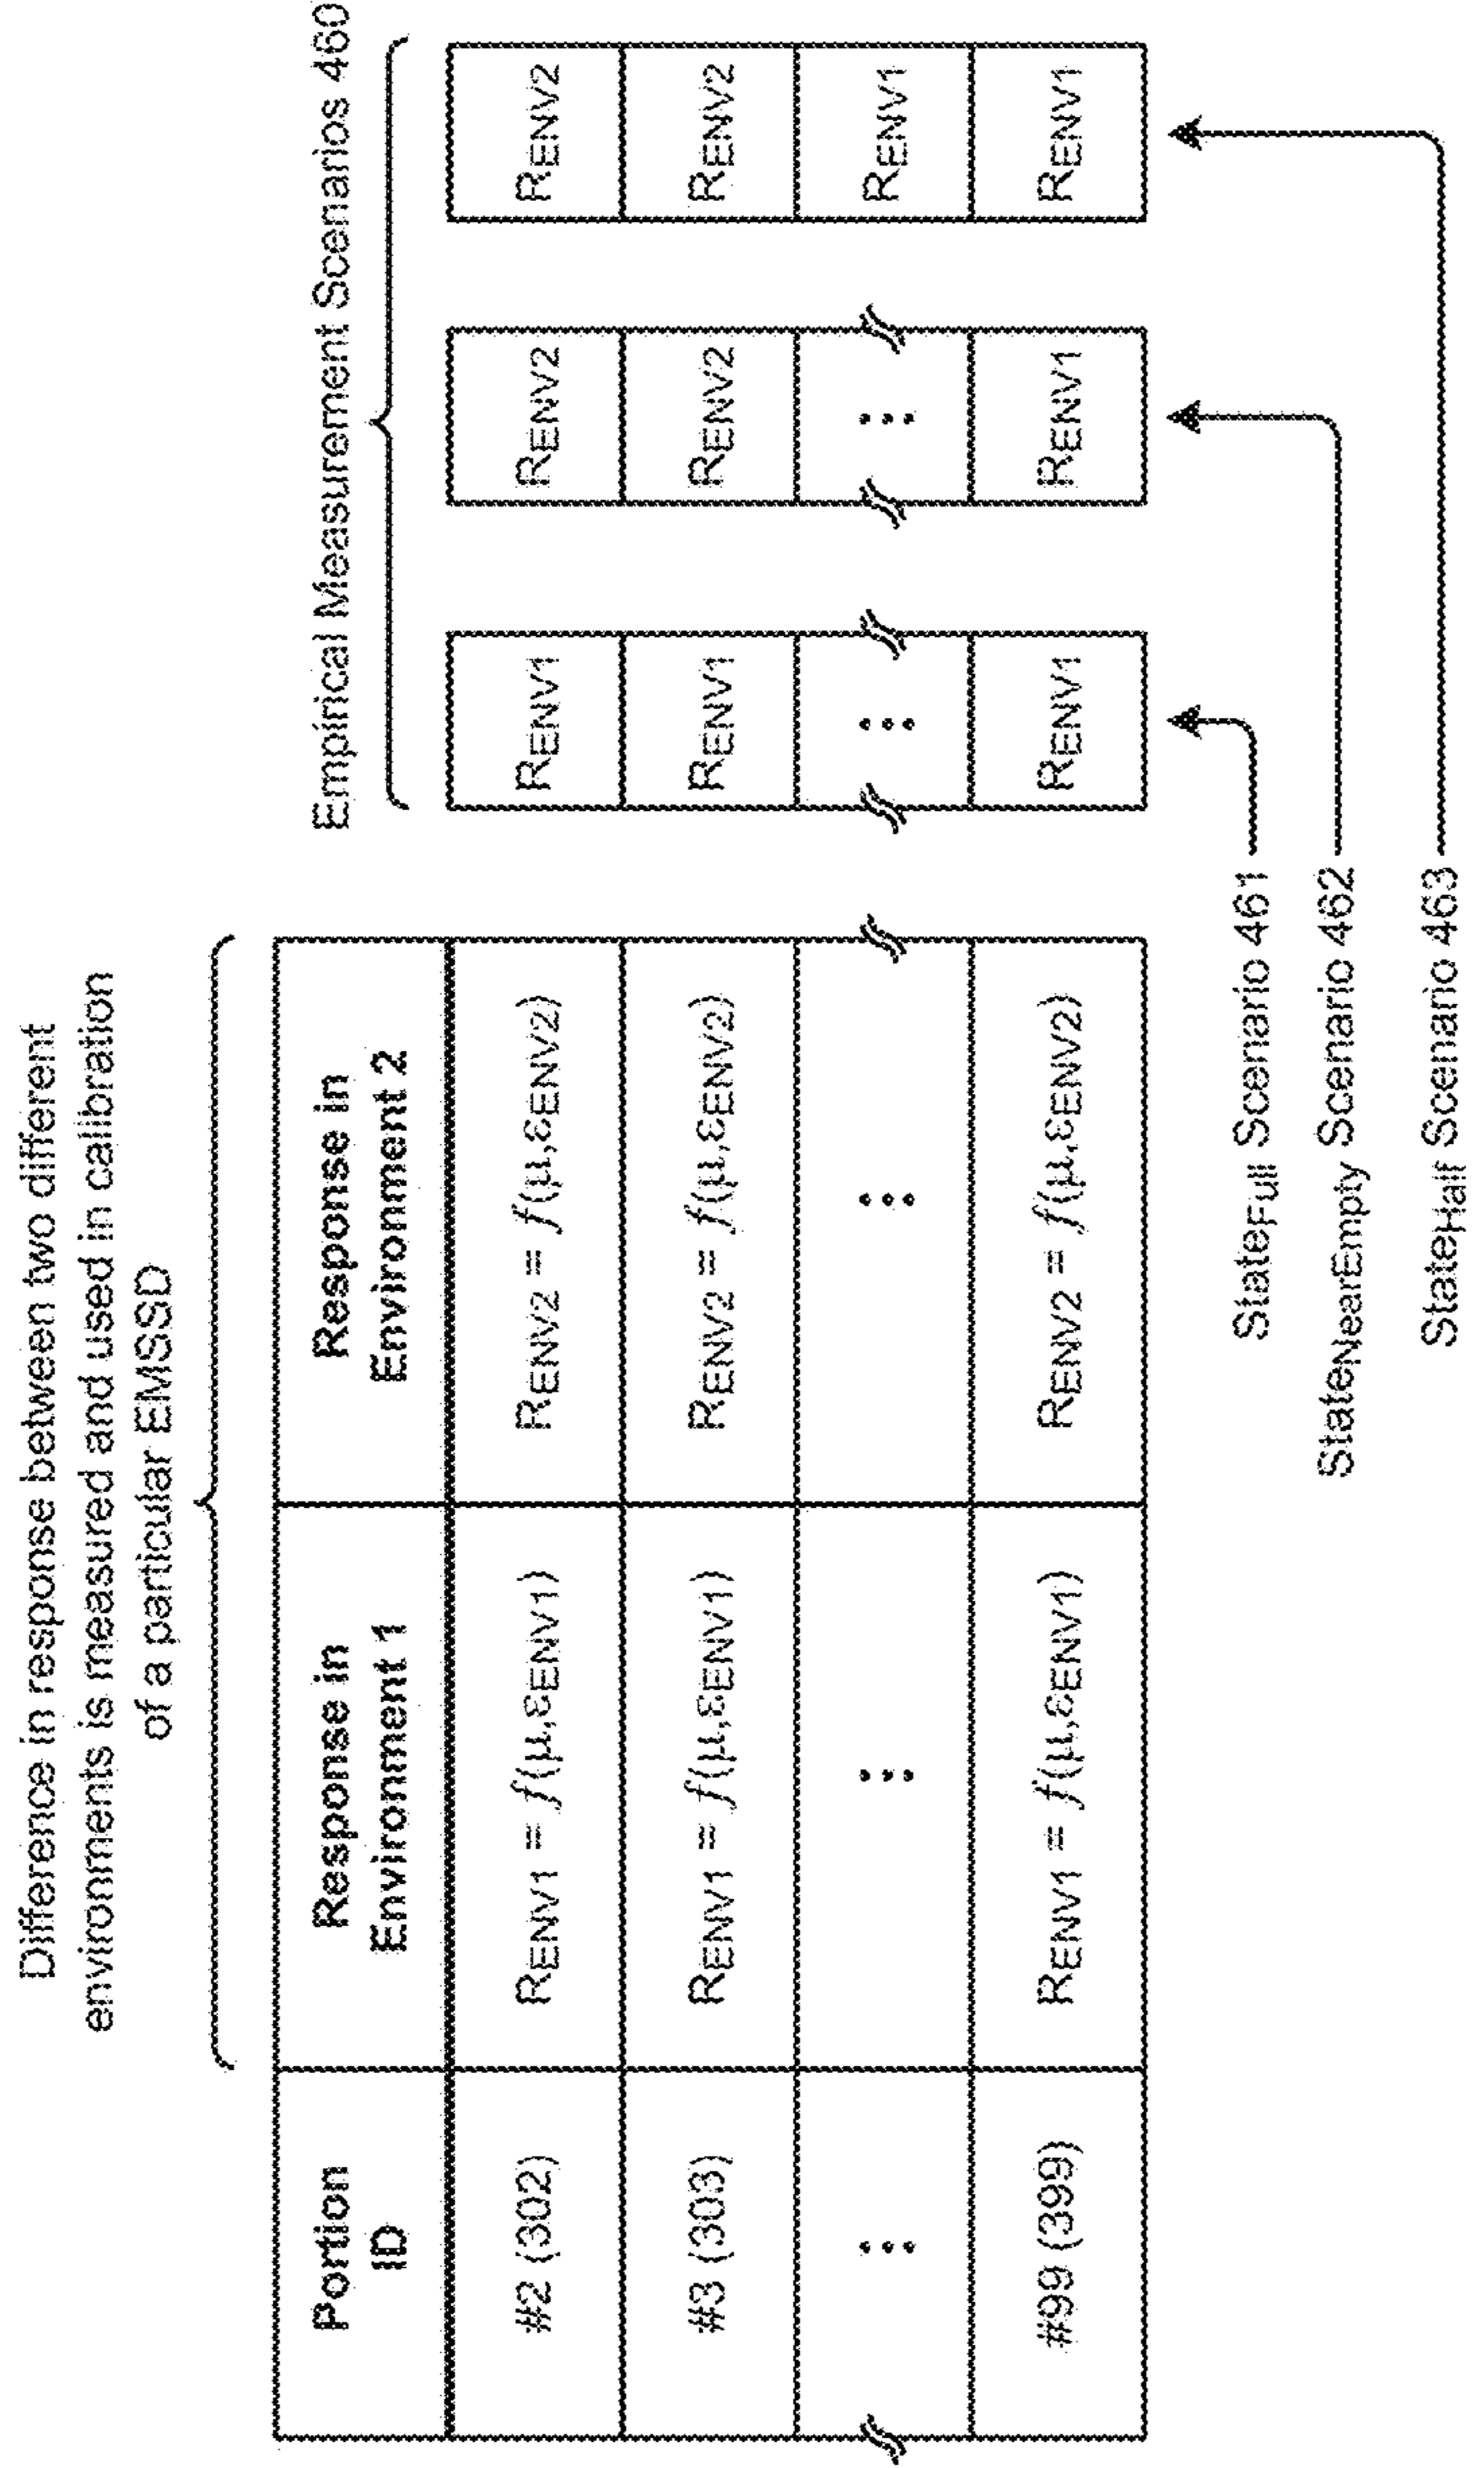 Difference in response between two different
environments is measured and used in calibration
of a particular EMSSD
Empirical Measurement Scenarios 460
Portion ID
Response in Environment 1
Response in Environment 2
#2 (302)
RENV1 = f(μ,εENV1)
RENV2 = f(μ,εENV2)
RENV1
RENV2
RENV2
#3 (303)
RENV1 = f(μ,εENV1)
RENV2 = f(μ,εENV2)
RENV1
RENV2
RENV2
⋮
⋮
⋮
⋮
⋮
RENV1
#99 (399)
RENV1 = f(μ,εENV1)
RENV2 = f(μ,εENV2)
RENV1
RENV1
RENV1
StateFull Scenario 461
StateNearEmpty Scenario 462
StateHalf Scenario 463